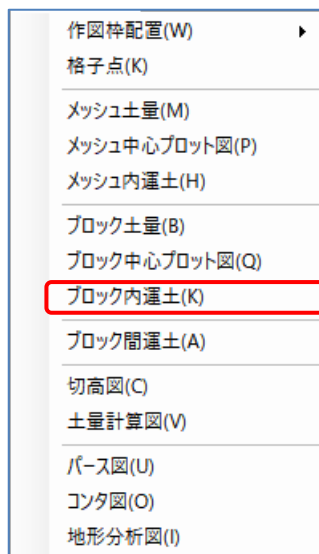 作図枠配置(W)
格子点(K)
メッシュ土量(M)
メッシュ中心プロット図(P)
メッシュ内運土(H)
ブロック土量(B)
ブロック中心プロット図(Q)
ブロック内運土(K)
ブロック間運土(A)
切高図(C)
土量計算図(V)
パース図(U)
コンタ図(O)
地形分析図(I)